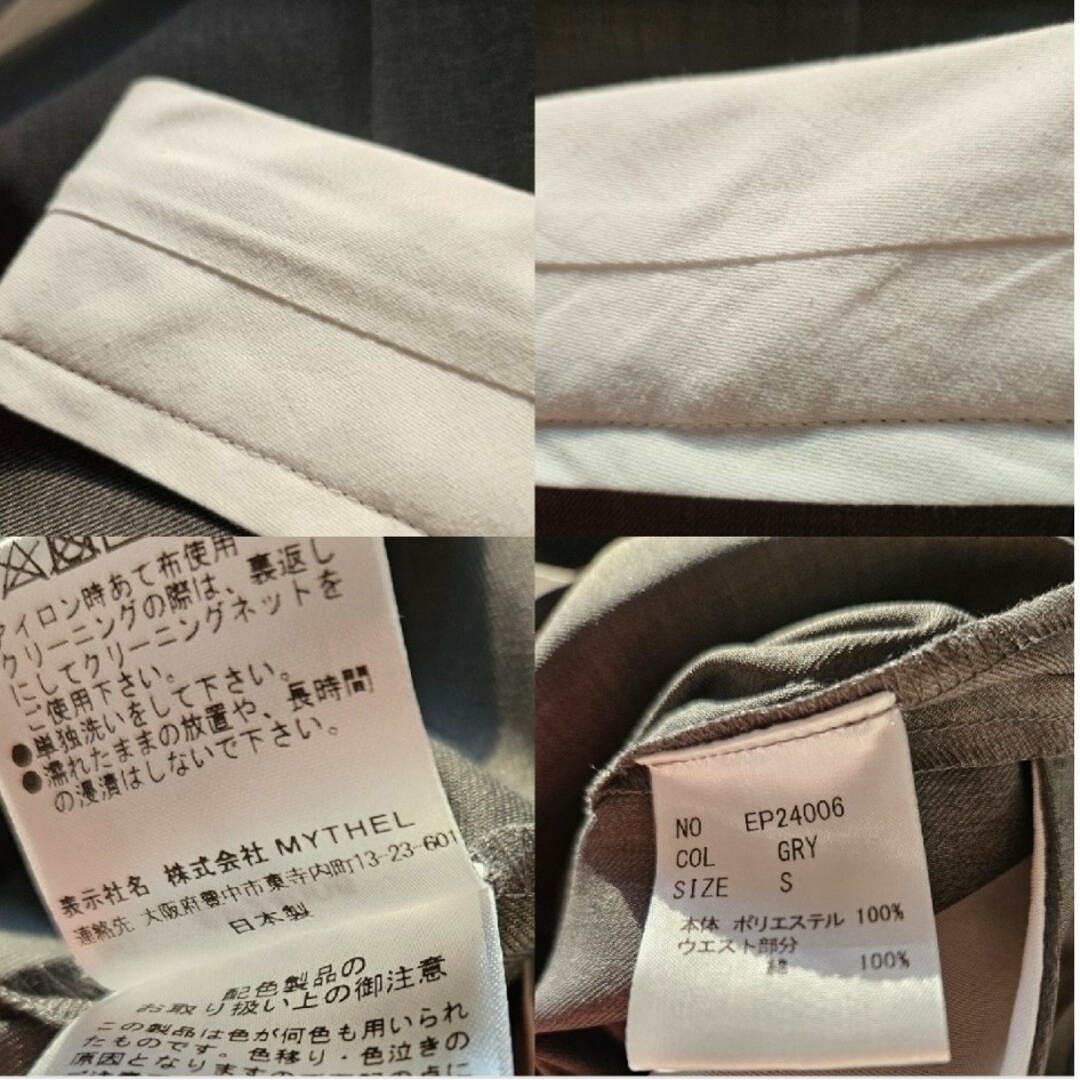 アイロン時あて布使用
クリーニングの際は、裏返し
にしてクリーニングネットを
ご使用下さい。
●単独洗いをして下さい。
●濡れたままの放置や、長時間
の浸漬はしないで下さい。
表示社名 株式会社 MYTHEL
連絡先 大阪府豊中市東寺内町13-23-601
日本製
配色製品の
お取り扱い上の御注意
この製品は色が何色も用いられ
たものです。色移り・色泣きの
原因となりますので下記の点に
NO EP24006
COL GRY
SIZE S
本体 ポリエステル 100%
ウエスト部分
綿 100%